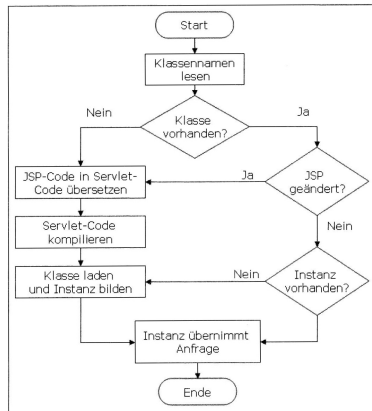 Start
Klassennamen
lesen
Nein
Ja
Klasse
vorhanden?
JSP-Code in Servlet-
Code übersetzen
Ja
JSP
geändert?
Servlet-Code
kompilieren
Nein
Klasse laden
und Instanz bilden
Nein
Instanz
vorhanden?
Instanz übernimmt
Anfrage
Ende